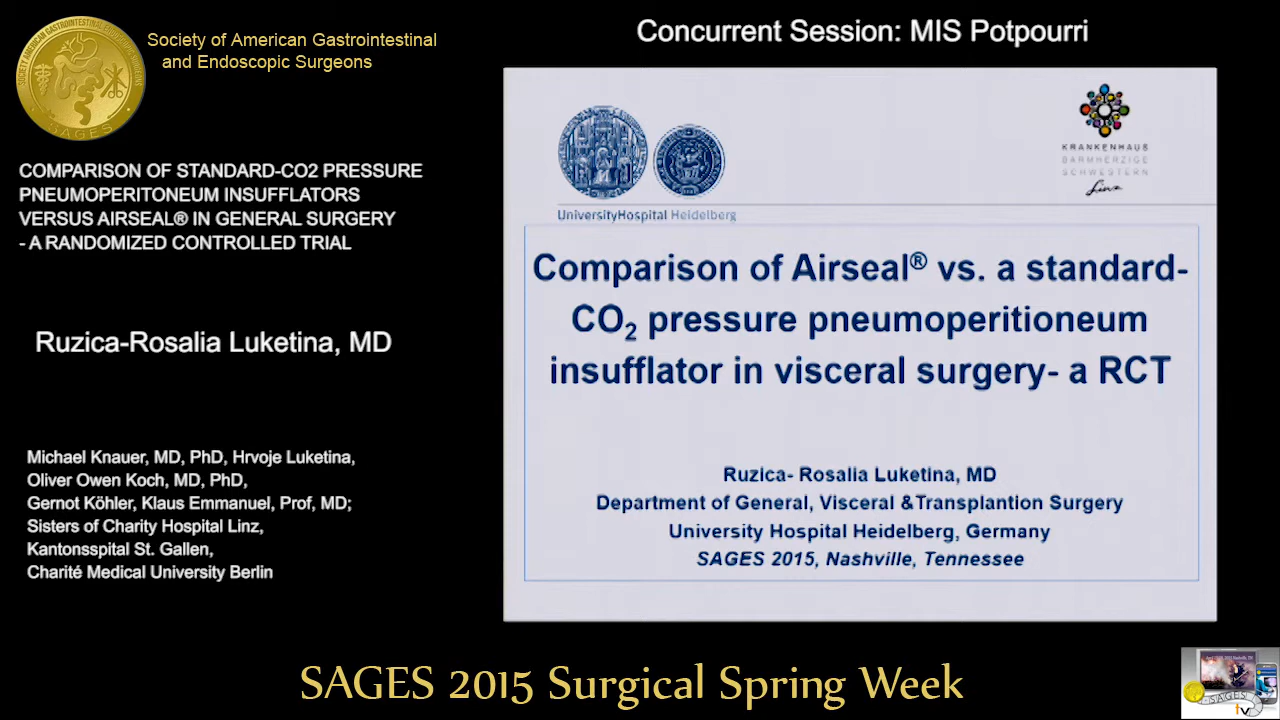 Society of American Gastrointestinal
and Endoscopic Surgeons
SAGES
Concurrent Session: MIS Potpourri
COMPARISON OF STANDARD-CO2 PRESSURE
PNEUMOPERITONEUM INSUFFLATORS
VERSUS AIRSEAL® IN GENERAL SURGERY
- A RANDOMIZED CONTROLLED TRIAL
Ruzica-Rosalia Luketina, MD
Michael Knauer, MD, PhD, Hrvoje Luketina,
Oliver Owen Koch, MD, PhD,
Gernot Köhler, Klaus Emmanuel, Prof, MD;
Sisters of Charity Hospital Linz,
Kantonsspital St. Gallen,
Charité Medical University Berlin
UniversityHospital Heidelberg
KRANKENHAUS
BARMHERZIGE
SCHWESTERN
Linz
Comparison of Airseal® vs. a standard-
CO₂ pressure pneumoperitioneum
insufflator in visceral surgery- a RCT
Ruzica- Rosalia Luketina, MD
Department of General, Visceral &Transplantion Surgery
University Hospital Heidelberg, Germany
SAGES 2015, Nashville, Tennessee
SAGES 2015 Surgical Spring Week
SAGES
tv